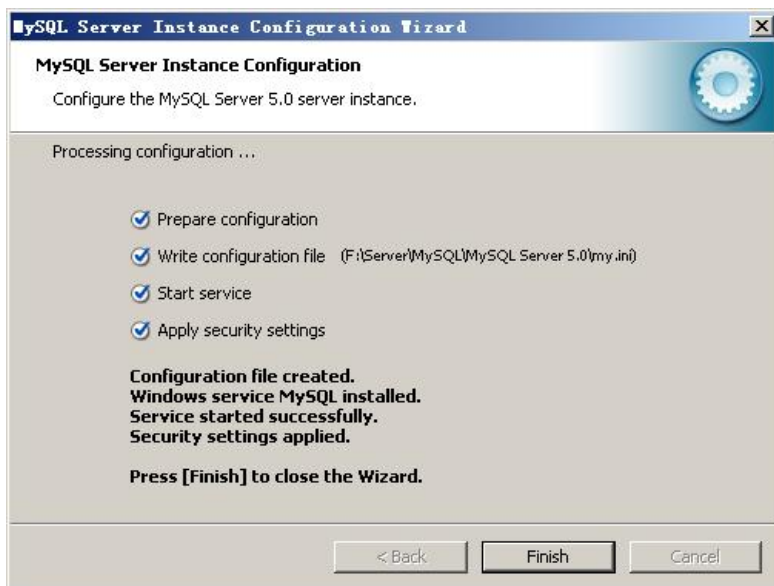 MySQL Server Instance Configuration Wizard
MySQL Server Instance Configuration
Configure the MySQL Server 5.0 server instance.
Processing configuration ...
Prepare configuration
Write configuration file (F:\Server\MySQL\MySQL Server 5.0\my.ini)
Start service
Apply security settings
Configuration file created.
Windows service MySQL installed.
Service started successfully.
Security settings applied.
Press [Finish] to close the Wizard.
< Back Finish Cancel